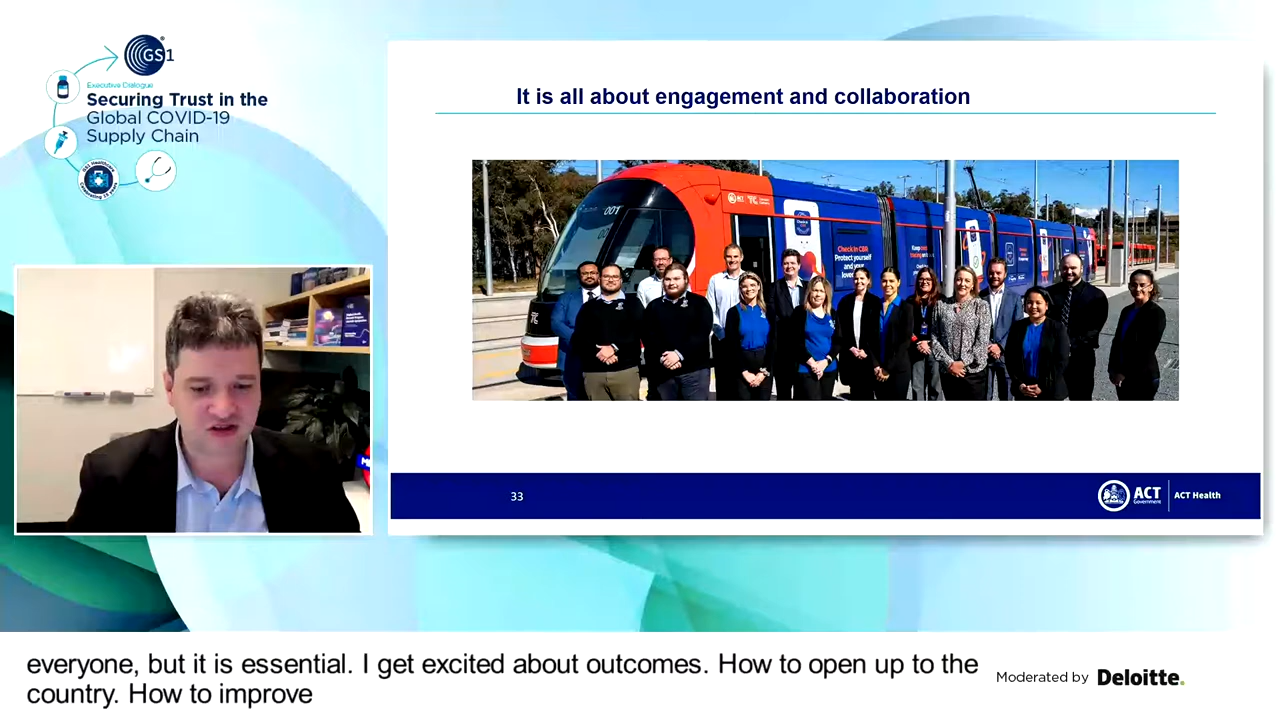 GS1
Executive Dialogue
Securing Trust in the
Global COVID-19
Supply Chain
It is all about engagement and collaboration
001
ACT
Check in CBR
Protect yourself
and your
33
ACT
Government
ACT Health
everyone, but it is essential. I get excited about outcomes. How to open up to the
country. How to improve
Moderated by Deloitte.